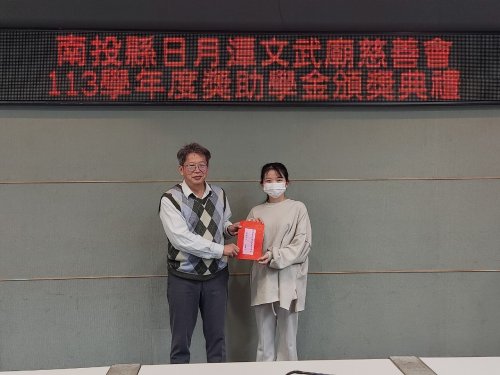 南投縣日月潭文武廟慈善會
113學年度獎助學金頒獎典禮